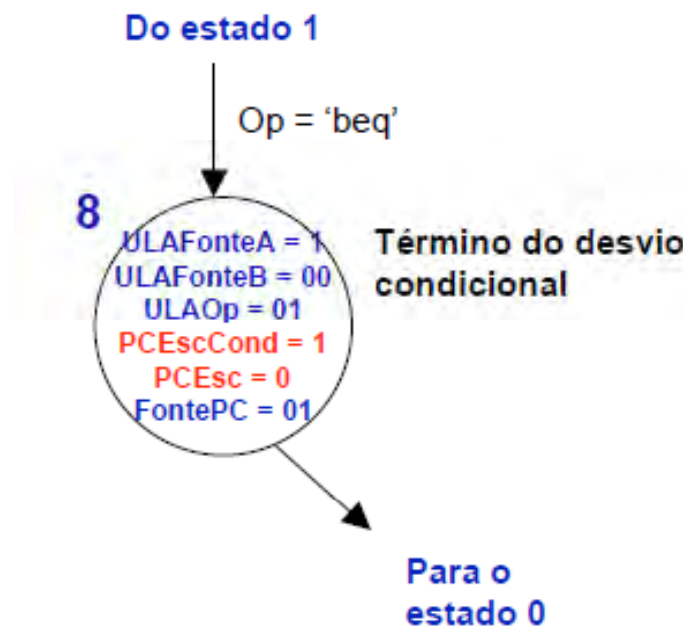 Do estado 1
Op = ‘beq’
8
ULAFonteA = 1
ULAFonteB = 00
ULAOp = 01
PCEscCond = 1
PCEsc = 0
FontePC = 01
Término do desvio
condicional
Para o
estado 0